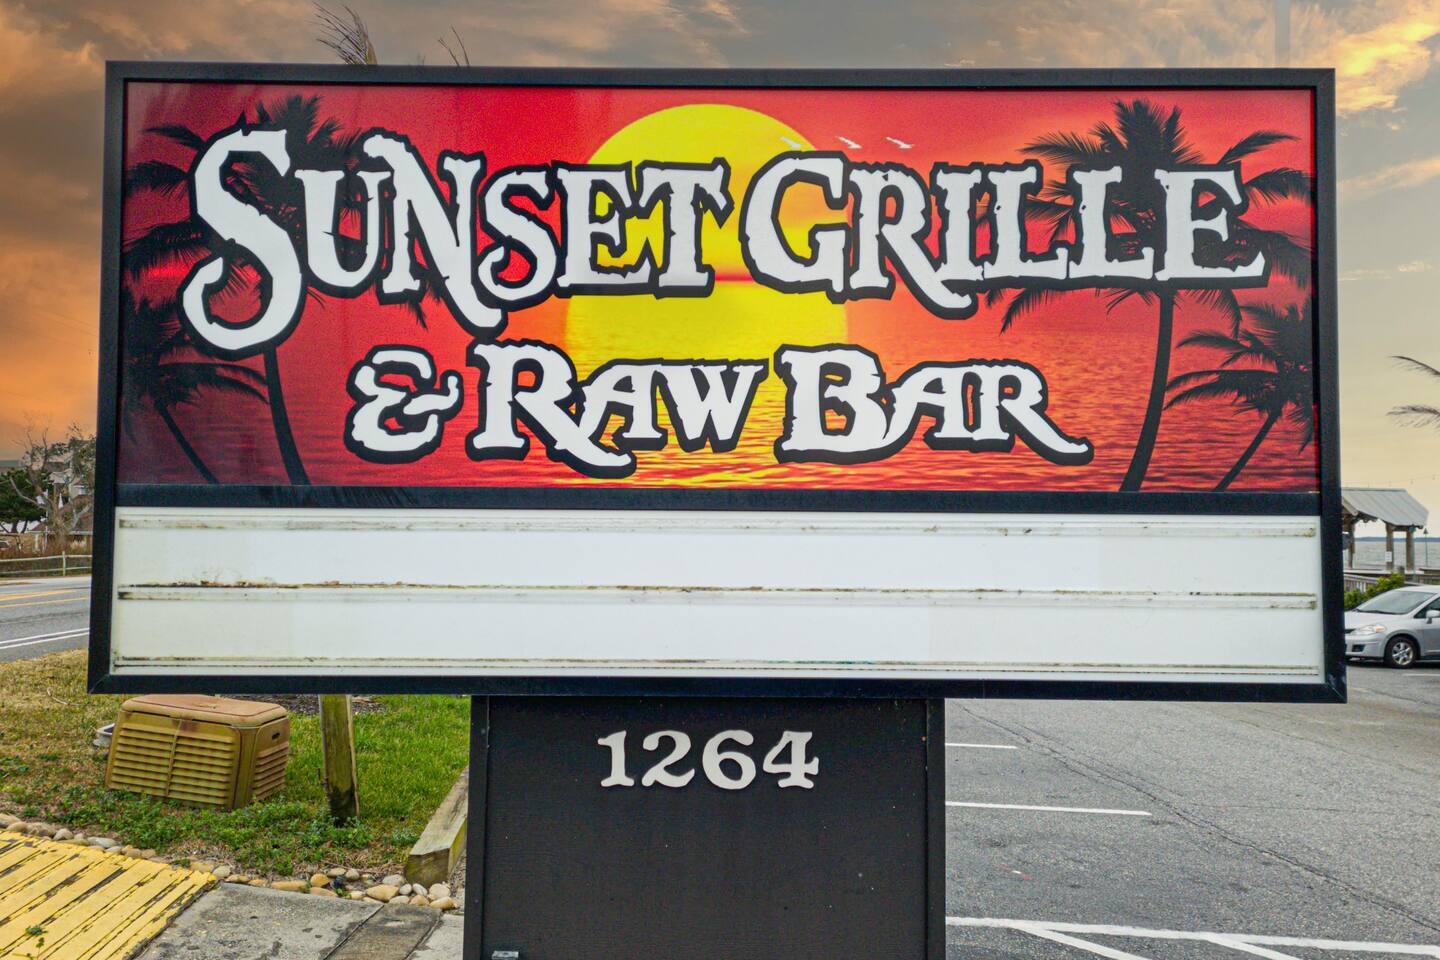 SUNSET GRILLE
& RAW BAR
1264